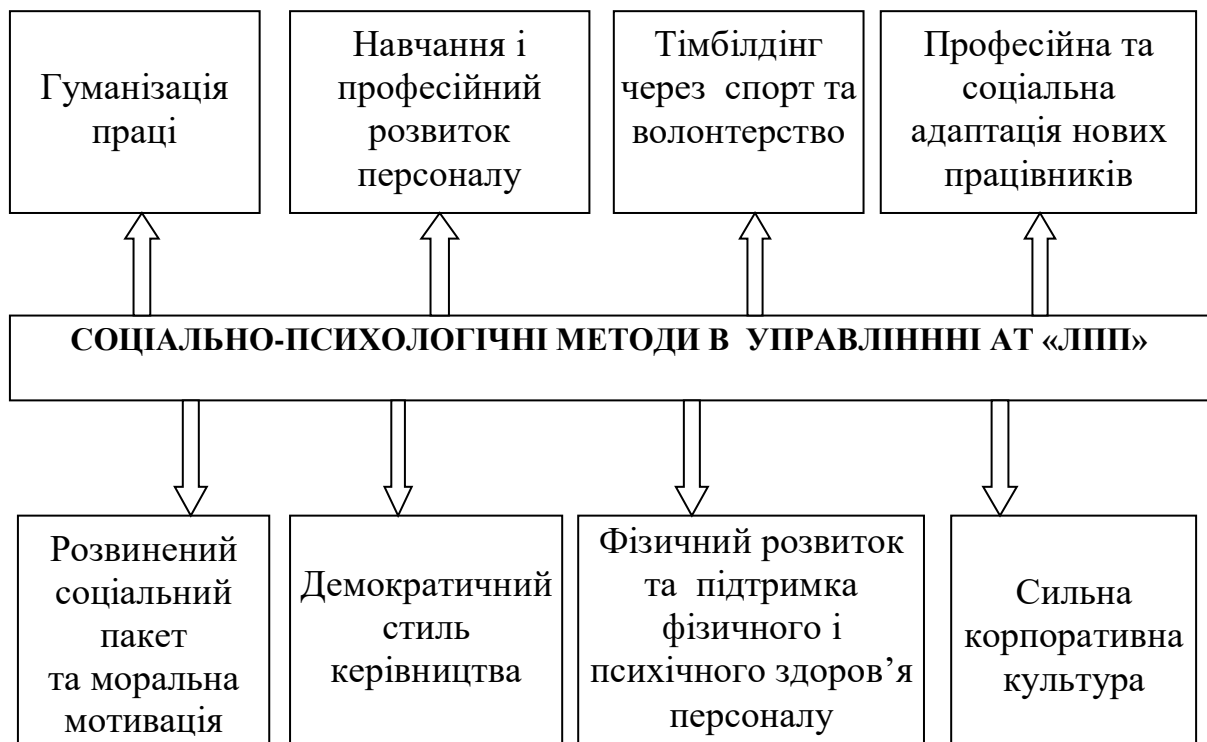 Гуманізація
праці
Навчання і
професійний
розвиток
персоналу
Тімбілдінг
через спорт та
волонтерство
Професійна та
соціальна
адаптація нових
працівників
СОЦІАЛЬНО-ПСИХОЛОГІЧНІ МЕТОДИ В УПРАВЛІНННІ АТ «ЛПП»
Розвинений
соціальний
пакет
та моральна
мотивація
Демократичний
стиль
керівництва
Фізичний розвиток
та підтримка
фізичного і
психічного здоров’я
персоналу
Сильна
корпоративна
культура